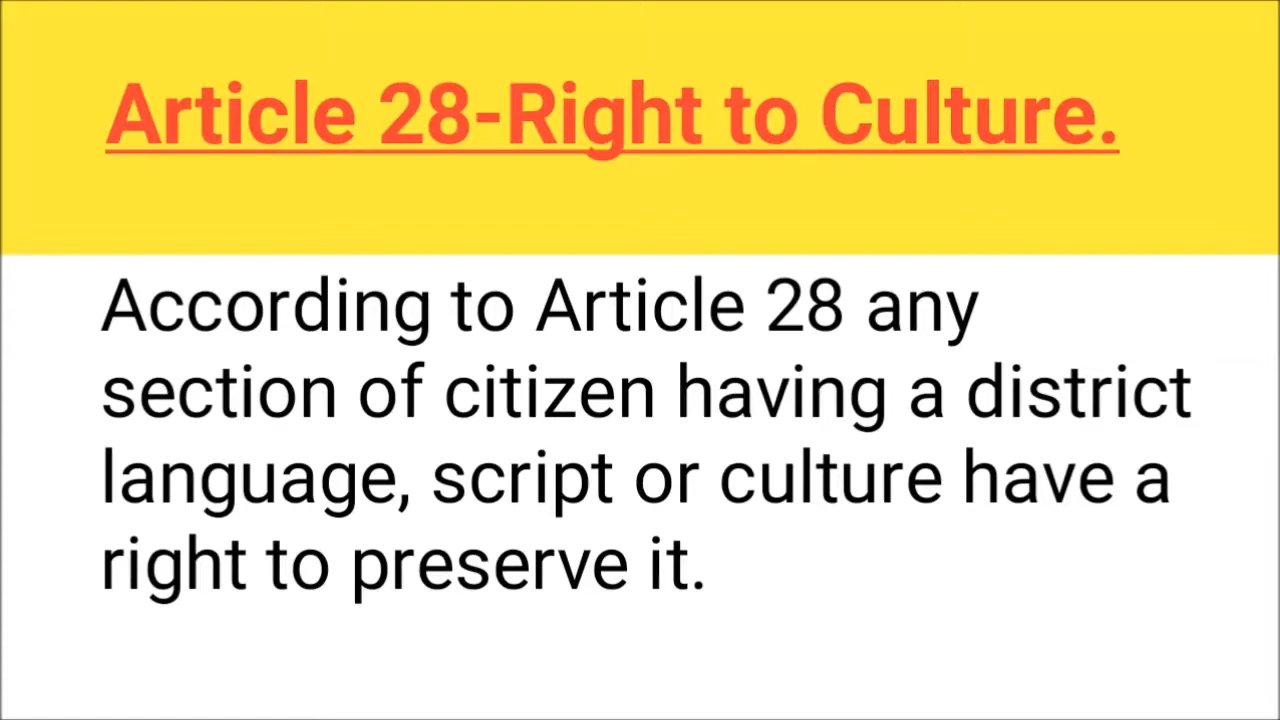 Article 28-Right to Culture.
According to Article 28 any
section of citizen having a district
language, script or culture have a
right to preserve it.